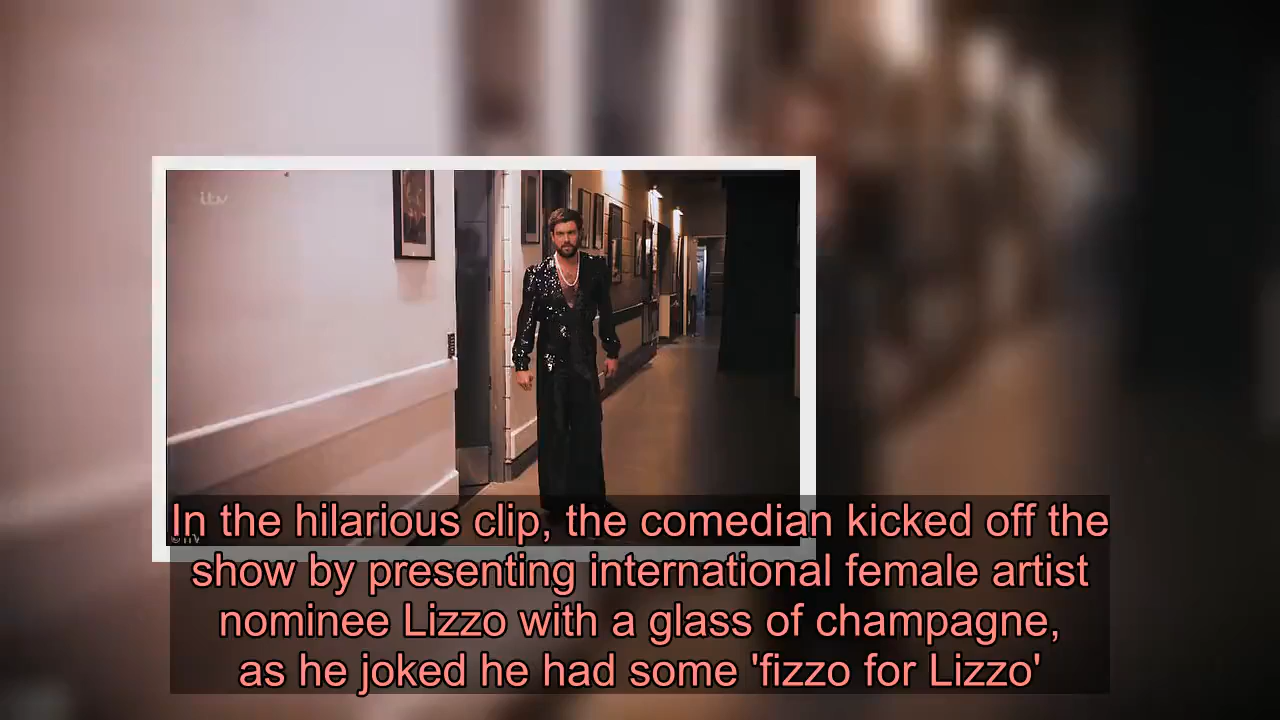 itv
In the hilarious clip, the comedian kicked off the
show by presenting international female artist
nominee Lizzo with a glass of champagne,
as he joked he had some 'fizzo for Lizzo'